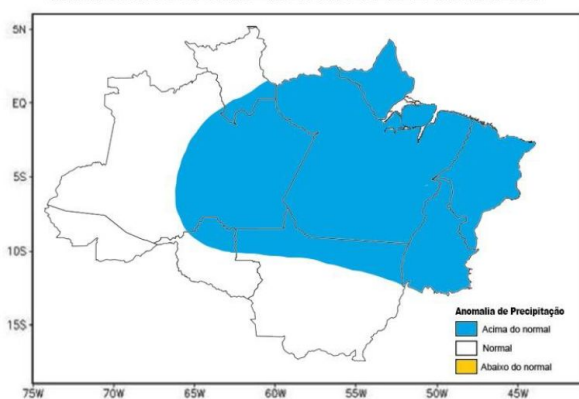 5N
EQ
5S
10S
15S
75W 70W 65W 60W 55W 50W 45W
Anomalia de Precipitação
Acima do normal
Normal
Abaixo do normal